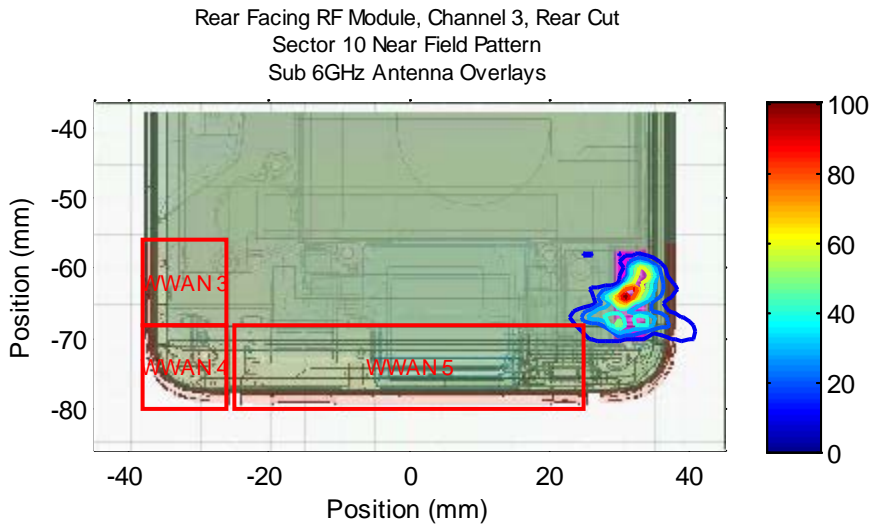 Rear Facing RF Module, Channel 3, Rear Cut
Sector 10 Near Field Pattern
Sub 6GHz Antenna Overlays
100
80
60
40
20
0
-40
-50
-60
-70
-80
Position (mm)
WWAN 3
WWAN 4
WWAN 5
-40
-20
0
20
40
Position (mm)